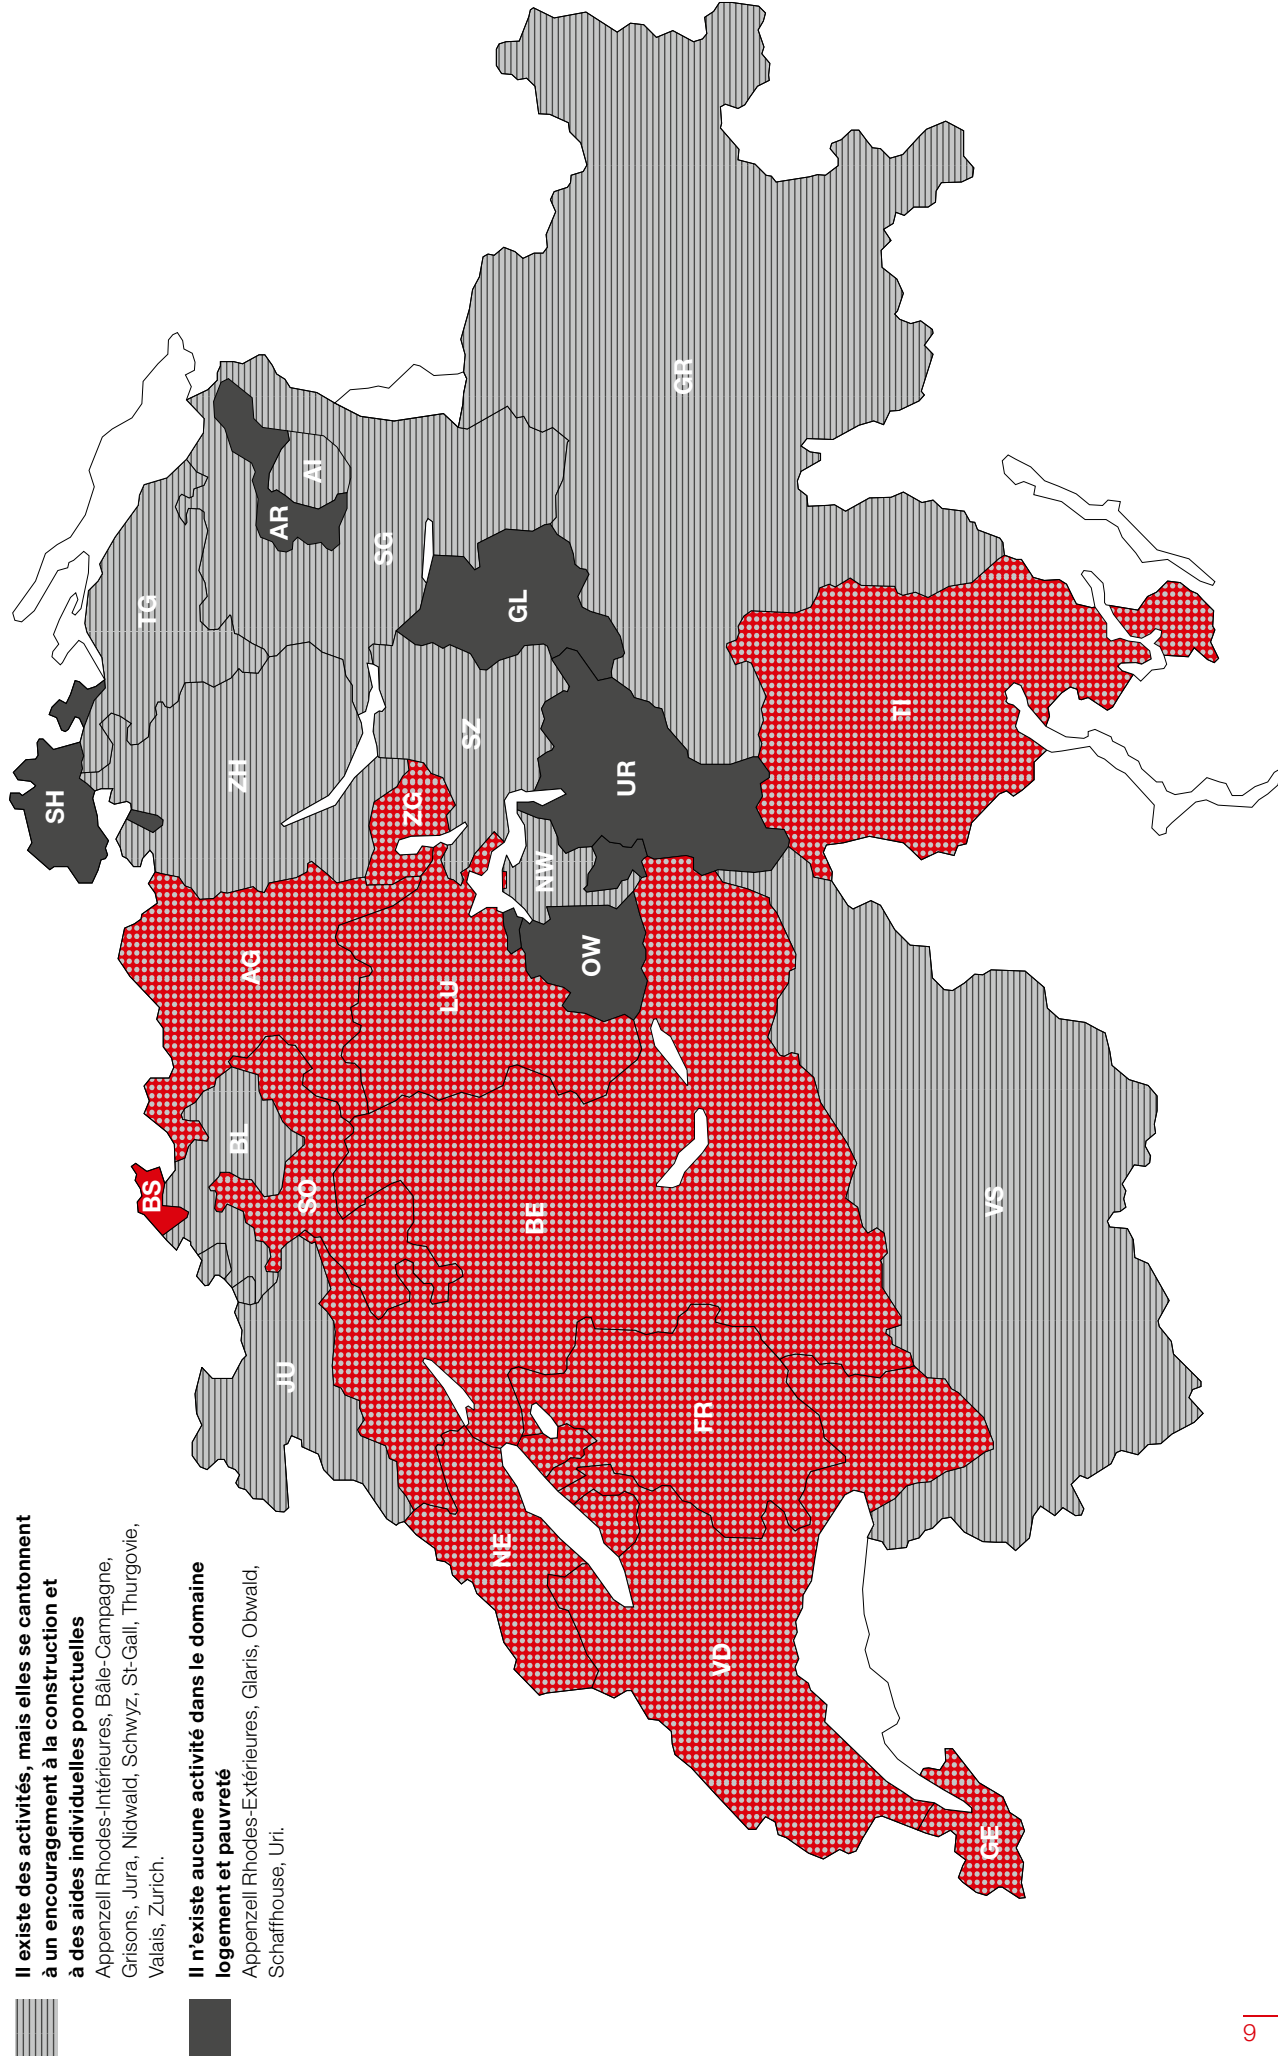 Il existe des activités, mais elles se cantonnent
à un encouragement à la construction et
à des aides individuelles ponctuelles
Appenzell Rhodes-Intérieures, Bâle-Campagne,
Grisons, Jura, Nidwald, Schwyz, St-Gall, Thurgovie,
Valais, Zurich.
Il n’existe aucune activité dans le domaine
logement et pauvreté
Appenzell Rhodes-Extérieures, Glaris, Obwald,
Schaffhouse, Uri.
SH
TG
BS
ZH
AR
AI
AG
BL
SO
JU
SG
ZG
LU
SZ
GL
NE
BE
NW
OW
UR
GR
FR
VD
TI
VS
GE
9